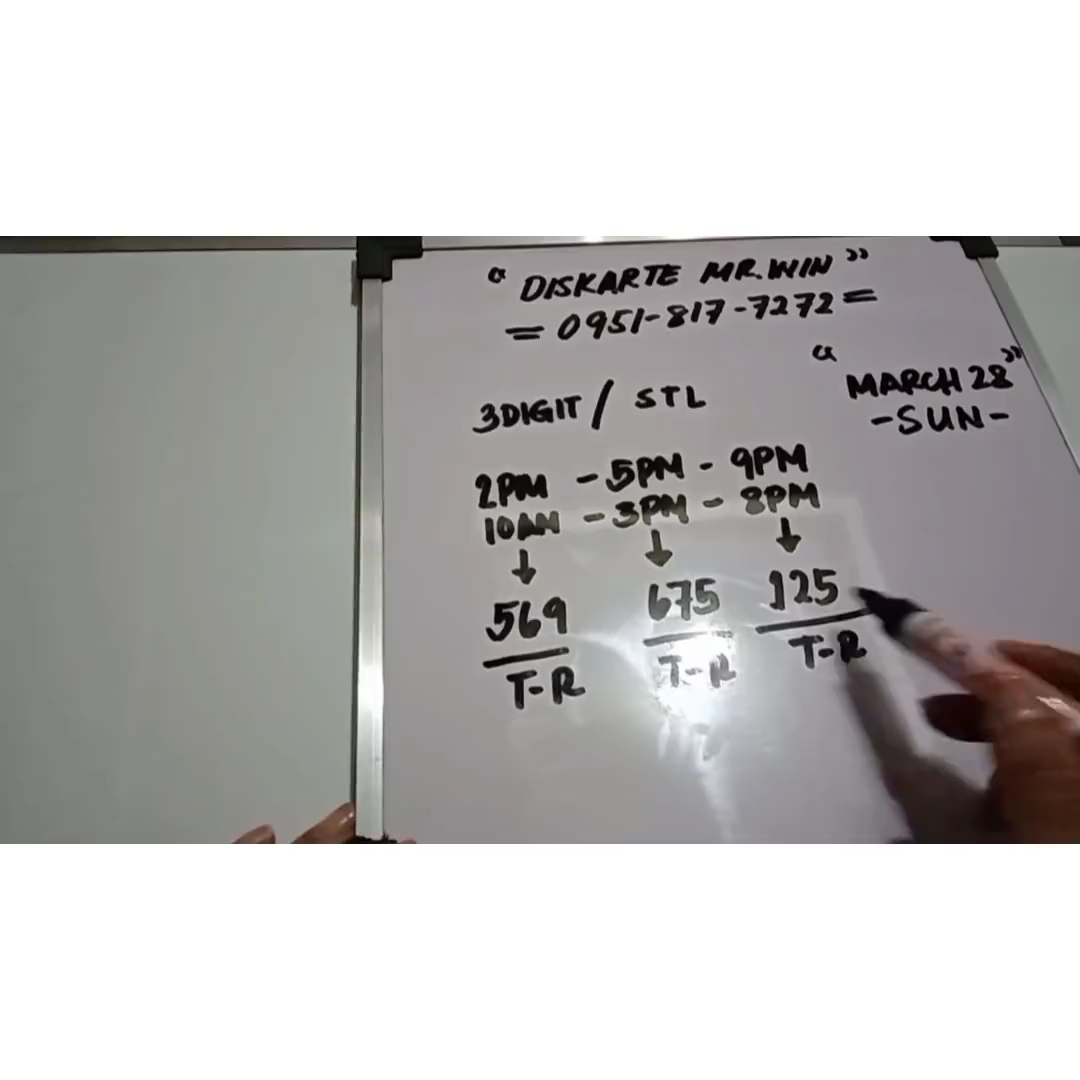 “ DISKARTE MR. WIN ”
= 0951-817-7272 =
“ MARCH 28 ”
-SUN-
3DIGIT / STL
2PM - 5PM - 9PM
10AM - 3PM - 8PM
↓ ↓ ↓
569 675 125
T-R T-R T-R